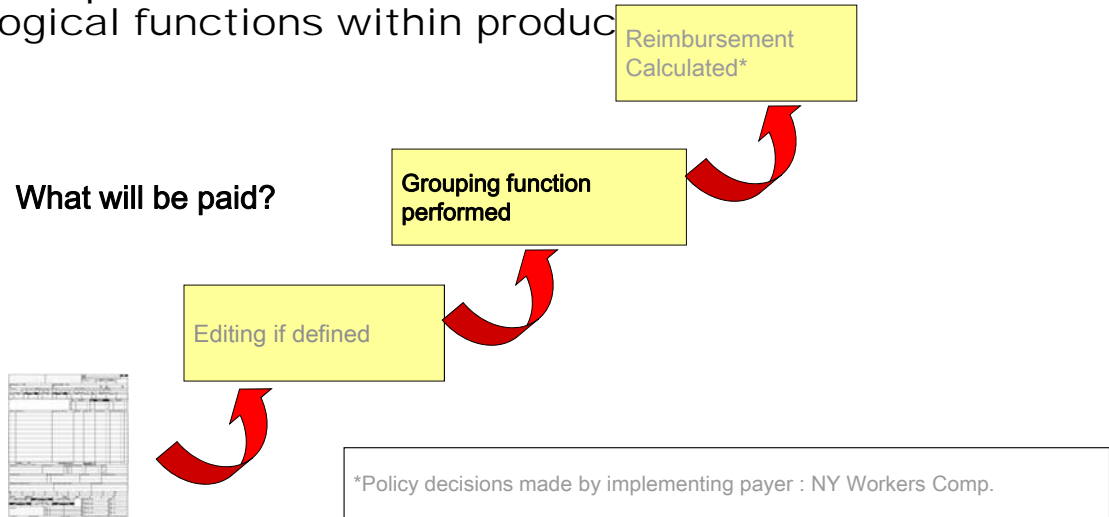 ogical functions within produc
Reimbursement
Calculated*
What will be paid?
Grouping function
performed
Editing if defined
*Policy decisions made by implementing payer : NY Workers Comp.